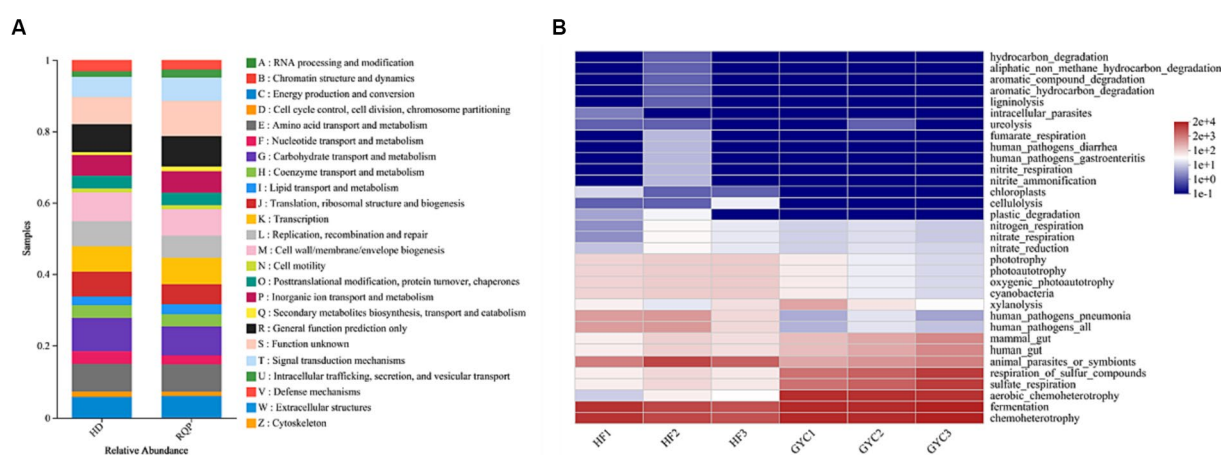 A
1
0.8
0.6
0.4
0.2
0
Samples
HD
RQP
Relative Abundance
A : RNA processing and modification
B : Chromatin structure and dynamics
C : Energy production and conversion
D : Cell cycle control, cell division, chromosome partitioning
E : Amino acid transport and metabolism
F : Nucleotide transport and metabolism
G : Carbohydrate transport and metabolism
H : Coenzyme transport and metabolism
I : Lipid transport and metabolism
J : Translation, ribosomal structure and biogenesis
K : Transcription
L : Replication, recombination and repair
M : Cell wall/membrane/envelope biogenesis
N : Cell motility
O : Posttranslational modification, protein turnover, chaperones
P : Inorganic ion transport and metabolism
Q : Secondary metabolites biosynthesis, transport and catabolism
R : General function prediction only
S : Function unknown
T : Signal transduction mechanisms
U : Intracellular trafficking, secretion, and vesicular transport
V : Defense mechanisms
W : Extracellular structures
Z : Cytoskeleton
B
hydrocarbon_degradation
aliphatic_non_methane_hydrocarbon_degradation
aromatic_compound_degradation
aromatic_hydrocarbon_degradation
ligninolysis
intracellular_parasites
ureolysis
fumarate_respiration
human_pathogens_diarrhea
human_pathogens_gastroenteritis
nitrite_respiration
nitrite_ammonification
chloroplasts
cellulolysis
plastic_degradation
nitrogen_respiration
nitrate_respiration
nitrate_reduction
phototrophy
photoautotrophy
oxygenic_photoautotrophy
cyanobacteria
xylanolysis
human_pathogens_pneumonia
human_pathogens_all
mammal_gut
human_gut
animal_parasites_or_symbionts
respiration_of_sulfur_compounds
sulfate_respiration
aerobic_chemoheterotrophy
fermentation
chemoheterotrophy
HF1
HF2
HF3
GYC1
GYC2
GYC3
2e+4
2e+3
1e+2
1e+1
1e+0
1e-1